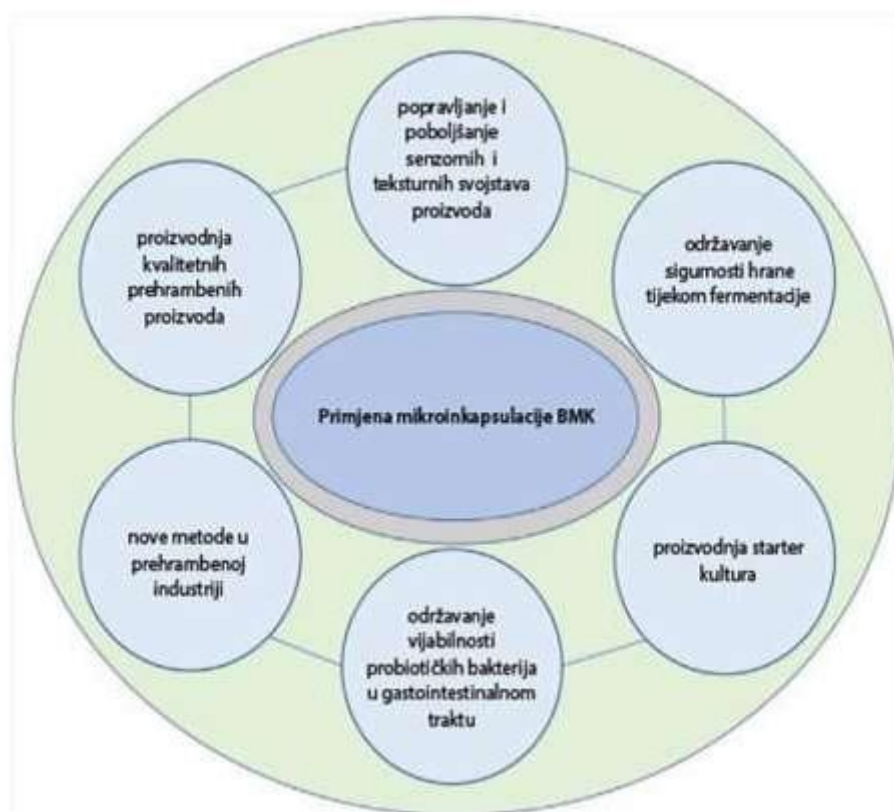 popravljanje i
poboljšanje
senzornih i
teksturnih svojstava
proizvoda
održavanje
sigurnosti hrane
tijekom fermentacije
proizvodnja starter
kultura
održavanje
vijabilnosti
probiotičkih bakterija
u gastointestinalnom
traktu
nove metode u
prehrambenoj
industriji
proizvodnja
kvalitetnih
prehrambenih
proizvoda
Primjena mikroinkapsulacije BMK